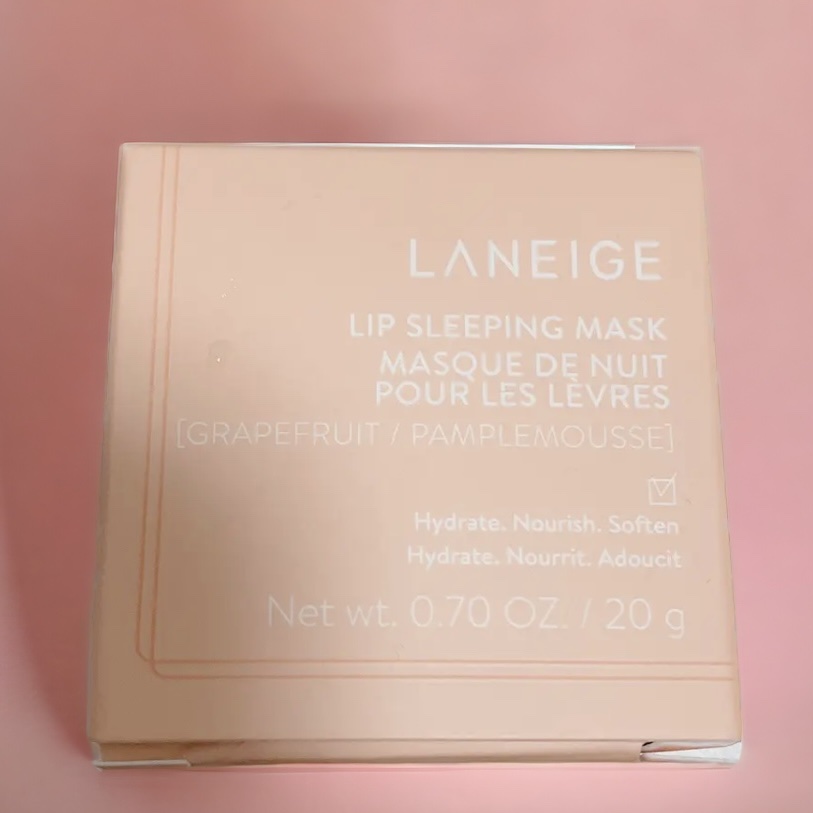 LANEIGE
LIP SLEEPING MASK
MASQUE DE NUIT
POUR LES LÈVRES
[GRAPEFRUIT / PAMPLEMOUSSE]
Hydrate. Nourish. Soften
Hydrate. Nourrit. Adoucit
Net wt. 0.70 OZ. / 20 g